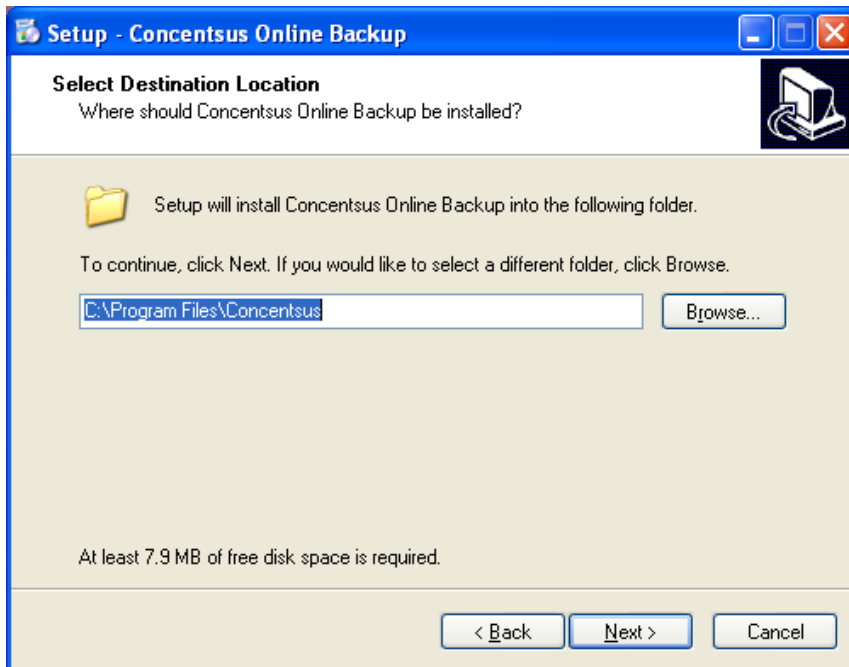 Setup - Concentsus Online Backup
Select Destination Location
Where should Concentsus Online Backup be installed?
Setup will install Concentsus Online Backup into the following folder.
To continue, click Next. If you would like to select a different folder, click Browse.
C:\Program Files\Concentsus
Browse...
At least 7.9 MB of free disk space is required.
< Back
Next >
Cancel